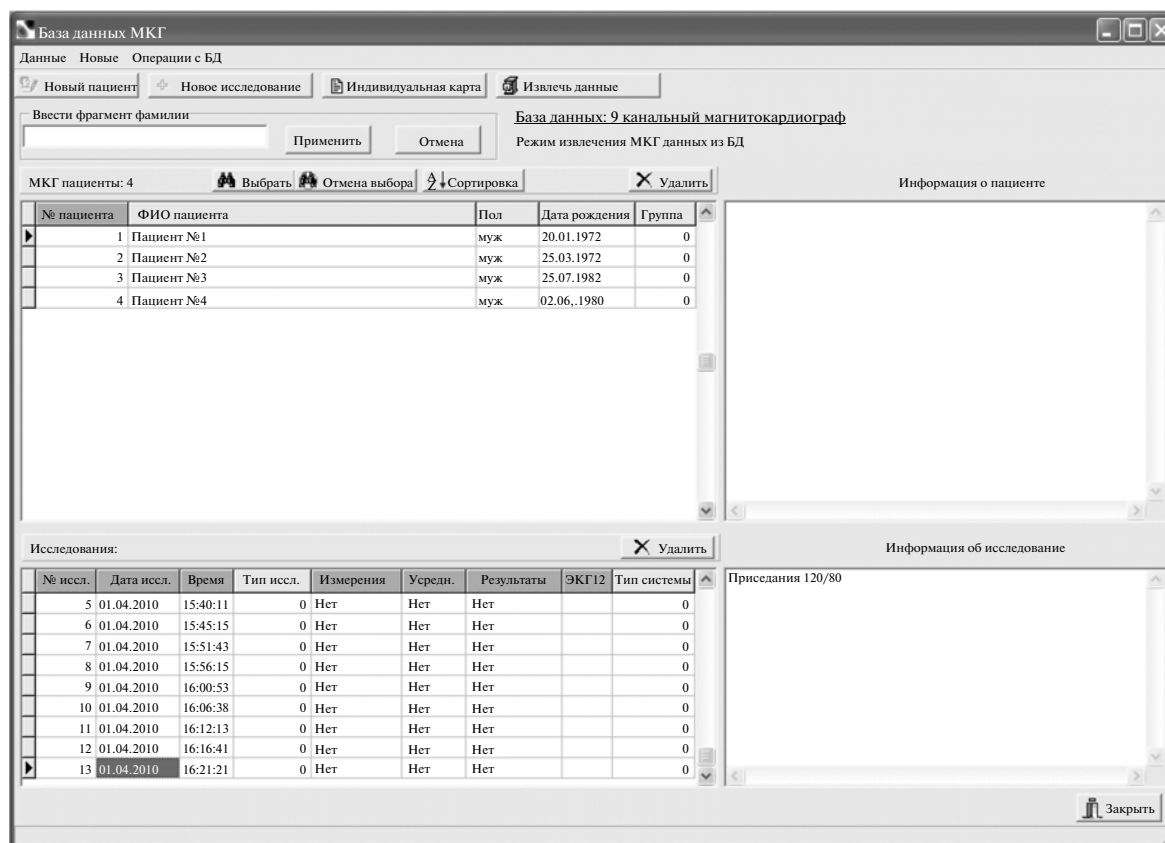 База данных МКГ
Данные Новые Операции с БД
Новый пациент Новое исследование Индивидуальная карта Извлечь данные
Ввести фрагмент фамилии
База данных: 9 канальный магнитокардиограф
Применить Отмена Режим извлечения МКГ данных из БД
МКГ пациенты: 4 Выбрать Отмена выбора Сортировка Удалить Информация о пациенте
№ пациента ФИО пациента Пол Дата рождения Группа
1 Пациент №1 муж 20.01.1972 0
2 Пациент №2 муж 25.03.1972 0
3 Пациент №3 муж 25.07.1982 0
4 Пациент №4 муж 02.06,.1980 0
Исследования: Удалить Информация об исследование
№ иссл. Дата иссл. Время Тип иссл. Измерения Усредн. Результаты ЭКГ12 Тип системы Приседания 120/80
5 01.04.2010 15:40:11 0 Нет Нет Нет 0
6 01.04.2010 15:45:15 0 Нет Нет Нет 0
7 01.04.2010 15:51:43 0 Нет Нет Нет 0
8 01.04.2010 15:56:15 0 Нет Нет Нет 0
9 01.04.2010 16:00:53 0 Нет Нет Нет 0
10 01.04.2010 16:06:38 0 Нет Нет Нет 0
11 01.04.2010 16:12:13 0 Нет Нет Нет 0
12 01.04.2010 16:16:41 0 Нет Нет Нет 0
13 01.04.2010 16:21:21 0 Нет Нет Нет 0
Закрыть